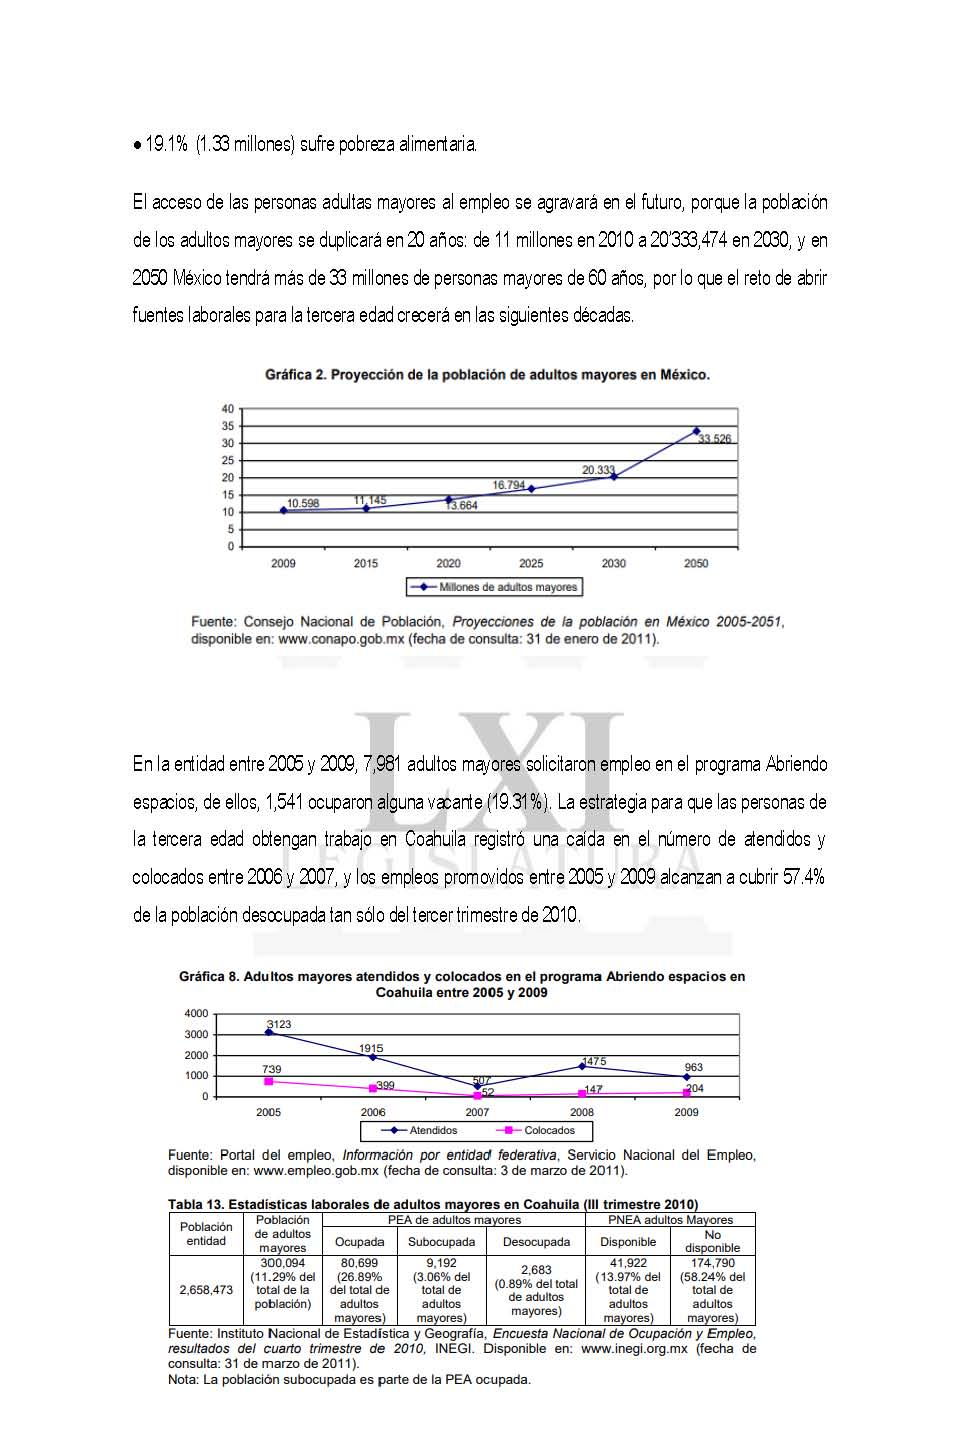 • 19.1% (1.33 millones) sufre pobreza alimentaria.
El acceso de las personas adultas mayores al empleo se agravará en el futuro, porque la población
de los adultos mayores se duplicará en 20 años: de 11 millones en 2010 a 20'333,474 en 2030, y en
2050 México tendrá más de 33 millones de personas mayores de 60 años, por lo que el reto de abrir
fuentes laborales para la tercera edad crecerá en las siguientes décadas.
Gráfica 2. Proyección de la población de adultos mayores en México.
40
35
30
25
20
15
10
5
0
10.598
11,145
13.664
16.794
20.333
33.526
2009 2015 2020 2025 2030 2050
Millones de adultos mayores
Fuente: Consejo Nacional de Población, Proyecciones de la población en México 2005-2051,
disponible en: www.conapo.gob.mx (fecha de consulta: 31 de enero de 2011).
LXI
LEGISLATURA
En la entidad entre 2005 y 2009, 7,981 adultos mayores solicitaron empleo en el programa Abriendo
espacios, de ellos, 1,541 ocuparon alguna vacante (19.31%). La estrategia para que las personas de
la tercera edad obtengan trabajo en Coahuila registró una caída en el número de atendidos y
colocados entre 2006 y 2007, y los empleos promovidos entre 2005 y 2009 alcanzan a cubrir 57.4%
de la población desocupada tan sólo del tercer trimestre de 2010.
Gráfica 8. Adultos mayores atendidos y colocados en el programa Abriendo espacios en
Coahuila entre 2005 y 2009
4000
3000
2000
1000
0
3123
1915
507
1475
963
739
399
52
147
204
2005 2006 2007 2008 2009
Atendidos Colocados
Fuente: Portal del empleo, Información por entidad federativa, Servicio Nacional del Empleo,
disponible en: www.empleo.gob.mx (fecha de consulta: 3 de marzo de 2011).
Tabla 13. Estadísticas laborales de adultos mayores en Coahuila (III trimestre 2010)
Población
entidad
Población
de adultos
mayores
PEA de adultos mayores
PNEA adultos Mayores
Ocupada
Subocupada
Desocupada
Disponible
No
disponible
2,658,473
300,094
(11.29% del
total de la
población)
80,699
(26.89%
del total de
adultos
mayores)
9,192
(3.06% del
total de
adultos
mayores)
2,683
(0.89% del total
de adultos
mayores)
41,922
(13.97% del
total de
adultos
mayores)
174,790
(58.24% del
total de
adultos
mayores)
Fuente: Instituto Nacional de Estadística y Geografía, Encuesta Nacional de Ocupación y Empleo,
resultados del cuarto trimestre de 2010, INEGI. Disponible en: www.inegi.org.mx (fecha de
consulta: 31 de marzo de 2011).
Nota: La población subocupada es parte de la PEA ocupada.